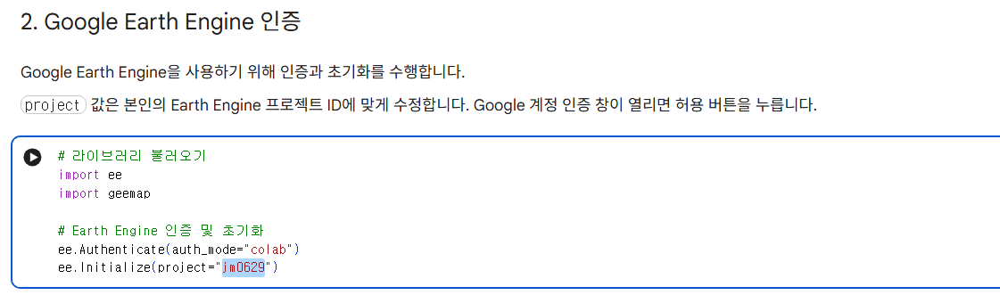 2. Google Earth Engine 인증
Google Earth Engine을 사용하기 위해 인증과 초기화를 수행합니다.
project 값은 본인의 Earth Engine 프로젝트 ID에 맞게 수정합니다. Google 계정 인증 창이 열리면 허용 버튼을 누릅니다.
# 라이브러리 불러오기
import ee
import geemap
# Earth Engine 인증 및 초기화
ee.Authenticate(auth_mode="colab")
ee.Initialize(project="jm0629")